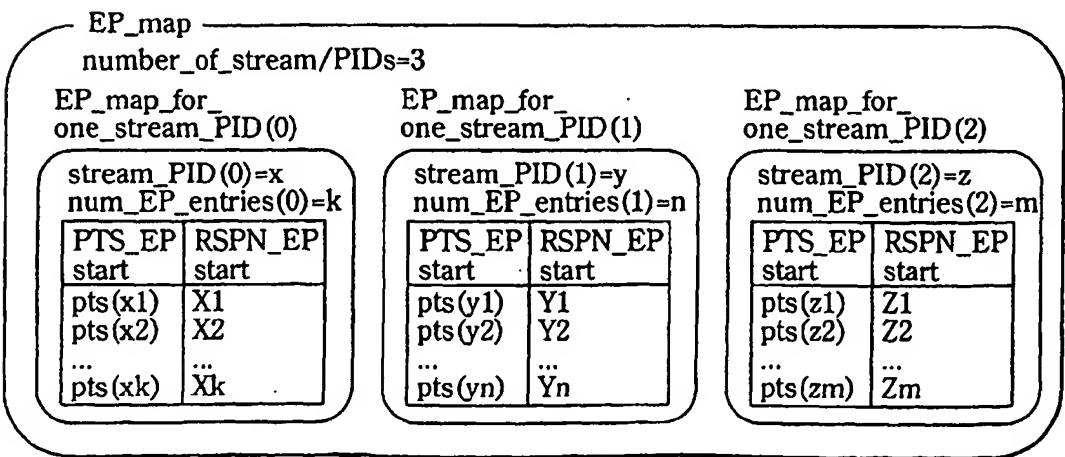 EP_map
number_of_stream/PIDs=3
EP_map_for_
one_stream_PID(0)
stream_PID(0)=x
num_EP_entries(0)=k
PTS_EP RSPN_EP
start start
pts(x1) X1
pts(x2) X2
... ...
pts(xk) Xk
EP_map_for_
one_stream_PID(1)
stream_PID(1)=y
num_EP_entries(1)=n
PTS_EP RSPN_EP
start start
pts(y1) Y1
pts(y2) Y2
... ...
pts(yn) Yn
EP_map_for_
one_stream_PID(2)
stream_PID(2)=z
num_EP_entries(2)=m
PTS_EP RSPN_EP
start start
pts(z1) Z1
pts(z2) Z2
... ...
pts(zm) Zm